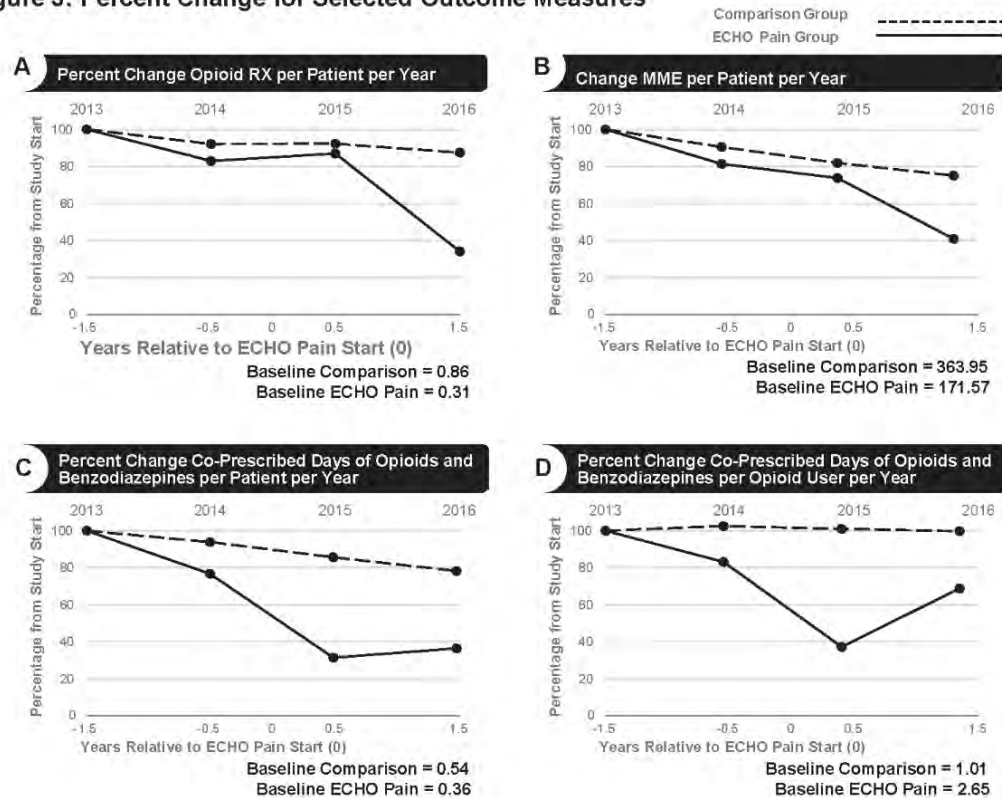 gure 3: Percent Change for Selected Outcome Measures
Comparison Group
ECHO Pain Group
A Percent Change Opioid RX per Patient per Year
2013 2014 2015 2016
Percentage from Study Start
100
80
60
40
20
0
-1.5 -0.5 0 0.5 1.5
Years Relative to ECHO Pain Start (0)
Baseline Comparison = 0.86
Baseline ECHO Pain = 0.31
B Change MME per Patient per Year
2013 2014 2015 2016
Percentage from Study Start
100
80
60
40
20
0
-1.5 -0.5 0 0.5 1.5
Years Relative to ECHO Pain Start (0)
Baseline Comparison = 363.95
Baseline ECHO Pain = 171.57
C Percent Change Co-Prescribed Days of Opioids and
Benzodiazepines per Patient per Year
2013 2014 2015 2016
Percentage from Study Start
100
80
60
40
20
0
-1.5 -0.5 0 0.5 1.5
Years Relative to ECHO Pain Start (0)
Baseline Comparison = 0.54
Baseline ECHO Pain = 0.36
D Percent Change Co-Prescribed Days of Opioids and
Benzodiazepines per Opioid User per Year
2013 2014 2015 2016
Percentage from Study Start
100
80
60
40
20
0
-1.5 -0.5 0 0.5 1.5
Years Relative to ECHO Pain Start (0)
Baseline Comparison = 1.01
Baseline ECHO Pain = 2.65